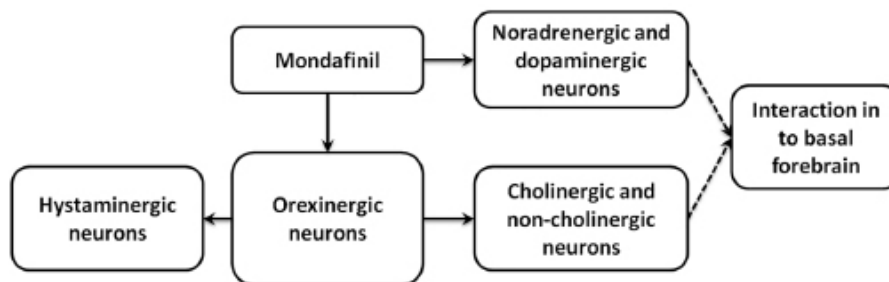 Mondafinil
Noradrenergic and
dopaminergic
neurons
Interaction in
to basal
forebrain
Hystaminergic
neurons
Orexinergic
neurons
Cholinergic and
non-cholinergic
neurons